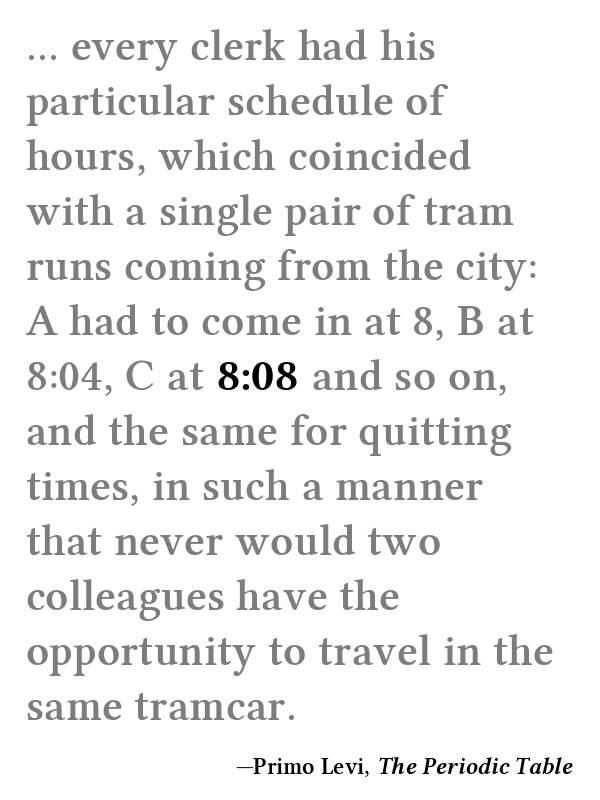 ... every clerk had his
particular schedule of
hours, which coincided
with a single pair of tram
runs coming from the city:
A had to come in at 8, B at
8:04, C at 8:08 and so on,
and the same for quitting
times, in such a manner
that never would two
colleagues have the
opportunity to travel in the
same tramcar.
—Primo Levi, The Periodic Table